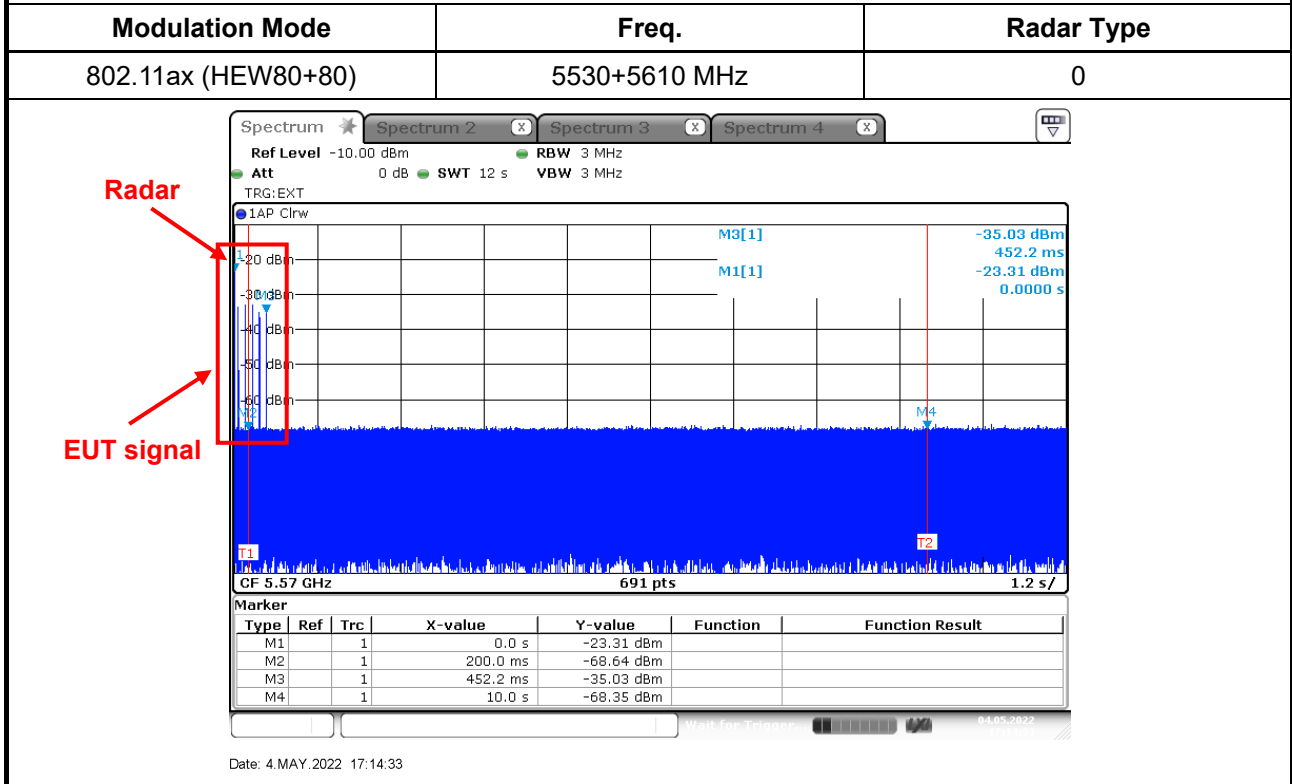 Modulation Mode Freq. Radar Type
802.11ax (HEW80+80) 5530+5610 MHz 0
Spectrum Spectrum 2 X Spectrum 3 X Spectrum 4 X
Ref Level -10.00 dBm RBW 3 MHz
Att 0 dB SWT 12 s VBW 3 MHz
TRG:EXT
Radar
1AP Clrw
M3[1] -35.03 dBm
452.2 ms
M1[1] -23.31 dBm
0.0000 s
1
-20 dBm
-40 dBm
-50 dBm
-60 dBm
M2 M4
EUT signal
T1 T2
CF 5.57 GHz 691 pts 1.2 s/
Marker
Type Ref Trc X-value Y-value Function Function Result
M1 1 0.0 s -23.31 dBm
M2 1 200.0 ms -68.64 dBm
M3 1 452.2 ms -35.03 dBm
M4 1 10.0 s -68.35 dBm
Wait for Trigger 04.05.2022
Date: 4.MAY.2022 17:14:33